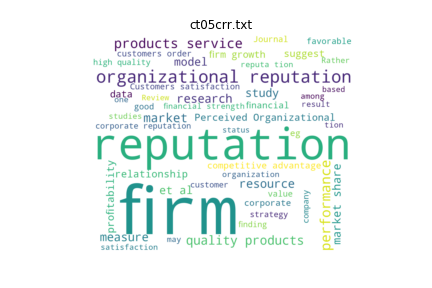 ct05crr.txt
products service
Journal
favorable
customers order
firm growth
suggest
high quality
model
reputa tion
Rather
organizational reputation
Customers satisfaction
study
based
data
one
Review
research
among
good
financial strength
financial
result
studies
market
Perceived Organizational
corporate reputation
status
eg
tion
reputation
competitive advantage
relationship
organization
performance
market share
profitability
et al
customer
resource
firm
value
corporate
company
strategy
finding
measure
may
quality products
satisfaction